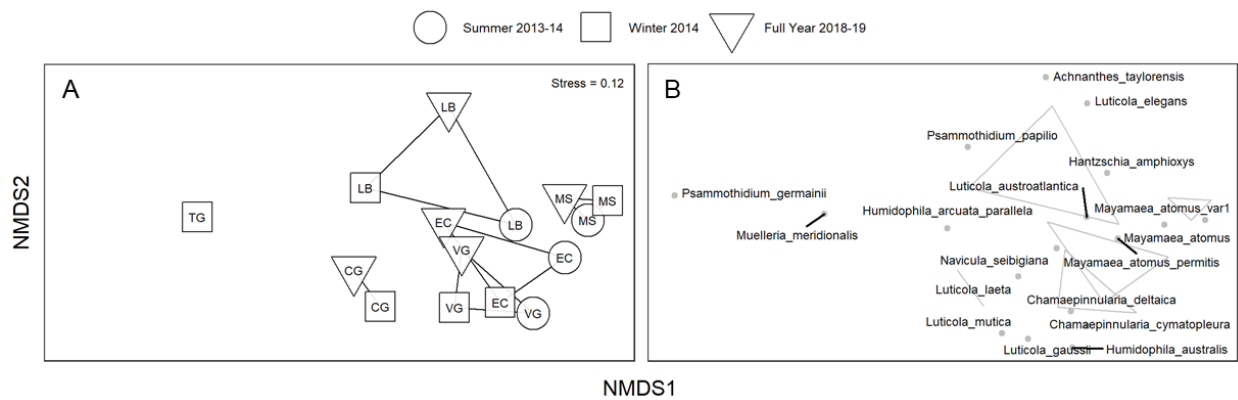 Summer 2013-14 Winter 2014 Full Year 2018-19
A
Stress = 0.12
LB
LB
TG
LB
MS
MS
MS
EC
EC
VG
CG
CG
VG
EC
VG
B
Achnanthes_taylorensis
Luticola_elegans
Psammothidium_papilio
Hantzschia_amphioxys
Psammothidium_germainii
Luticola_austroatlantica
Humidophila_arcuata_parallela
Mayamaea_atomus_var1
Muelleria_meridionalis
Mayamaea_atomus
Navicula_seibigiana
Mayamaea_atomus_permitis
Luticola_laeta
Chamaepinnularia_deltaica
Luticola_mutica
Chamaepinnularia_cymatopleura
Luticola_gaussii
Humidophila_australis
NMDS2
NMDS1